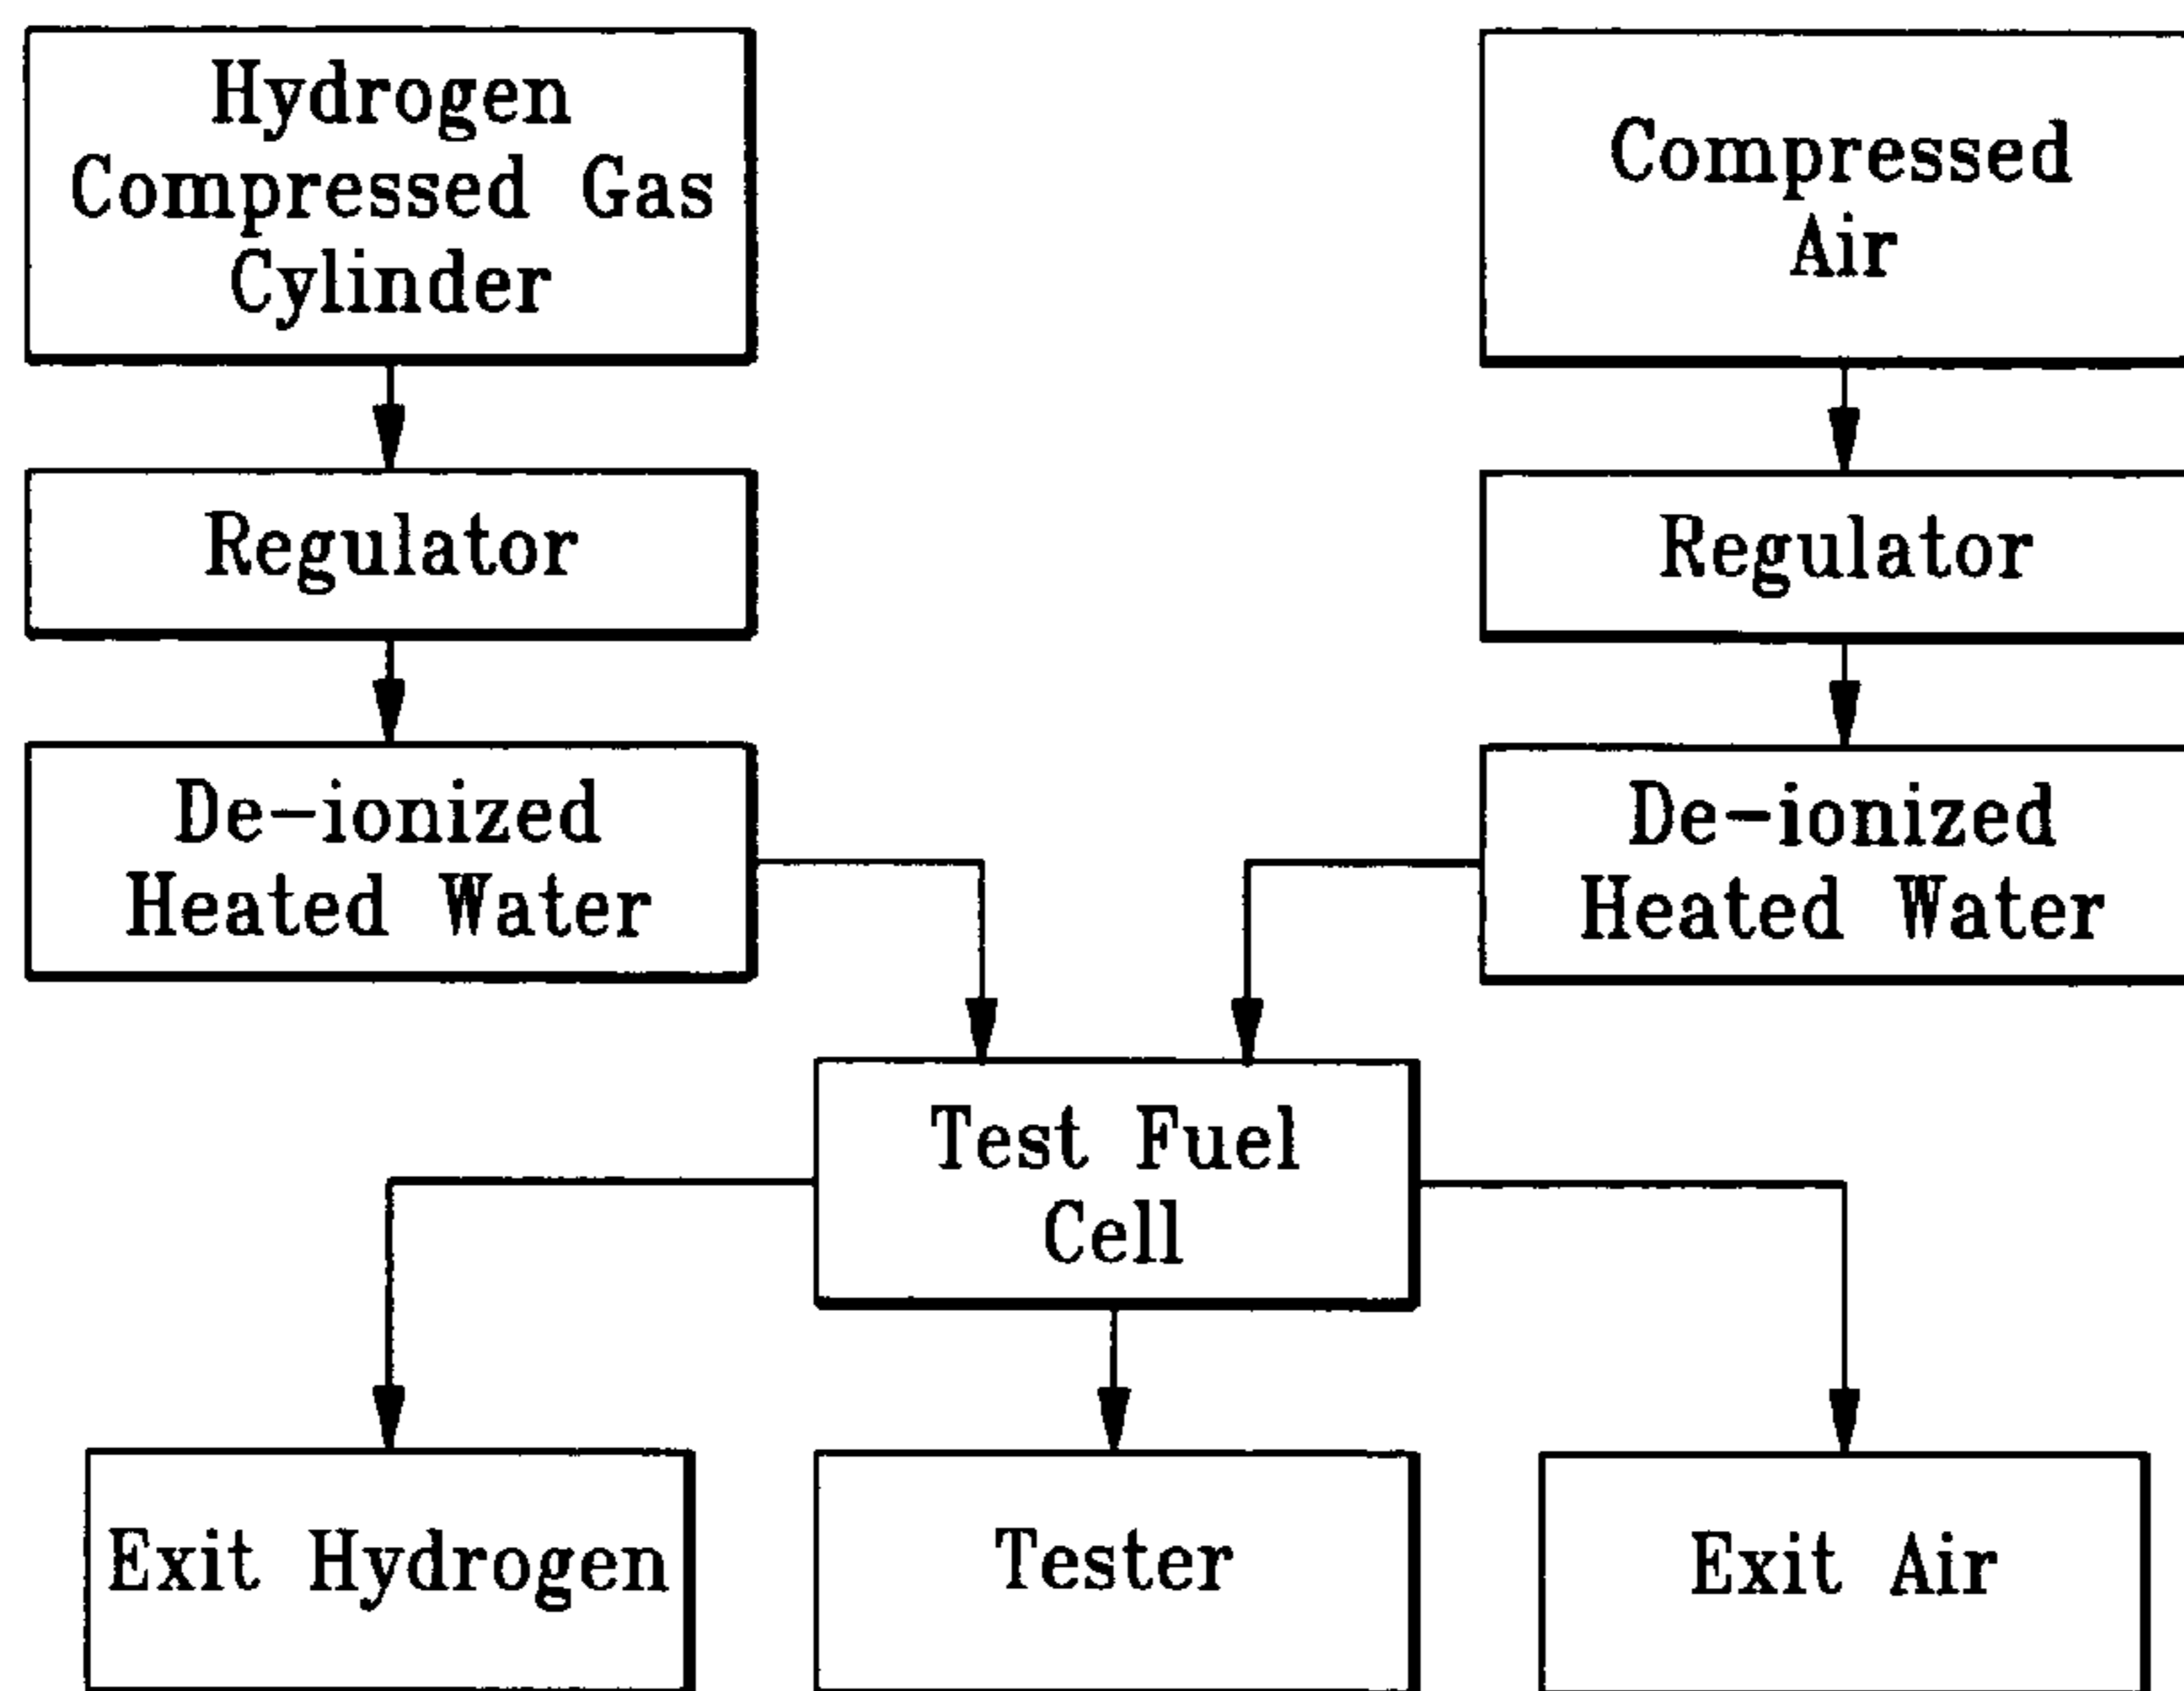 Hydrogen
Compressed Gas
Cylinder
Compressed
Air
Regulator
Regulator
De-ionized
Heated Water
De-ionized
Heated Water
Test Fuel
Cell
Exit Hydrogen
Tester
Exit Air